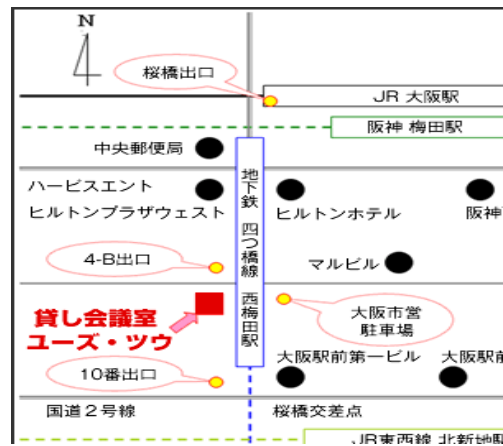 N
桜橋出口
JR 大阪駅
阪神 梅田駅
中央郵便局
ハービスエント
ヒルトンプラザウェスト
地下鉄 四つ橋線 西梅田駅
ヒルトンホテル
阪神
4-B出口
マルビル
貸し会議室
ユーズ・ツウ
大阪市営
駐車場
10番出口
大阪駅前第一ビル
大阪駅前
国道2号線
桜橋交差点
JR東西線 北新地駅